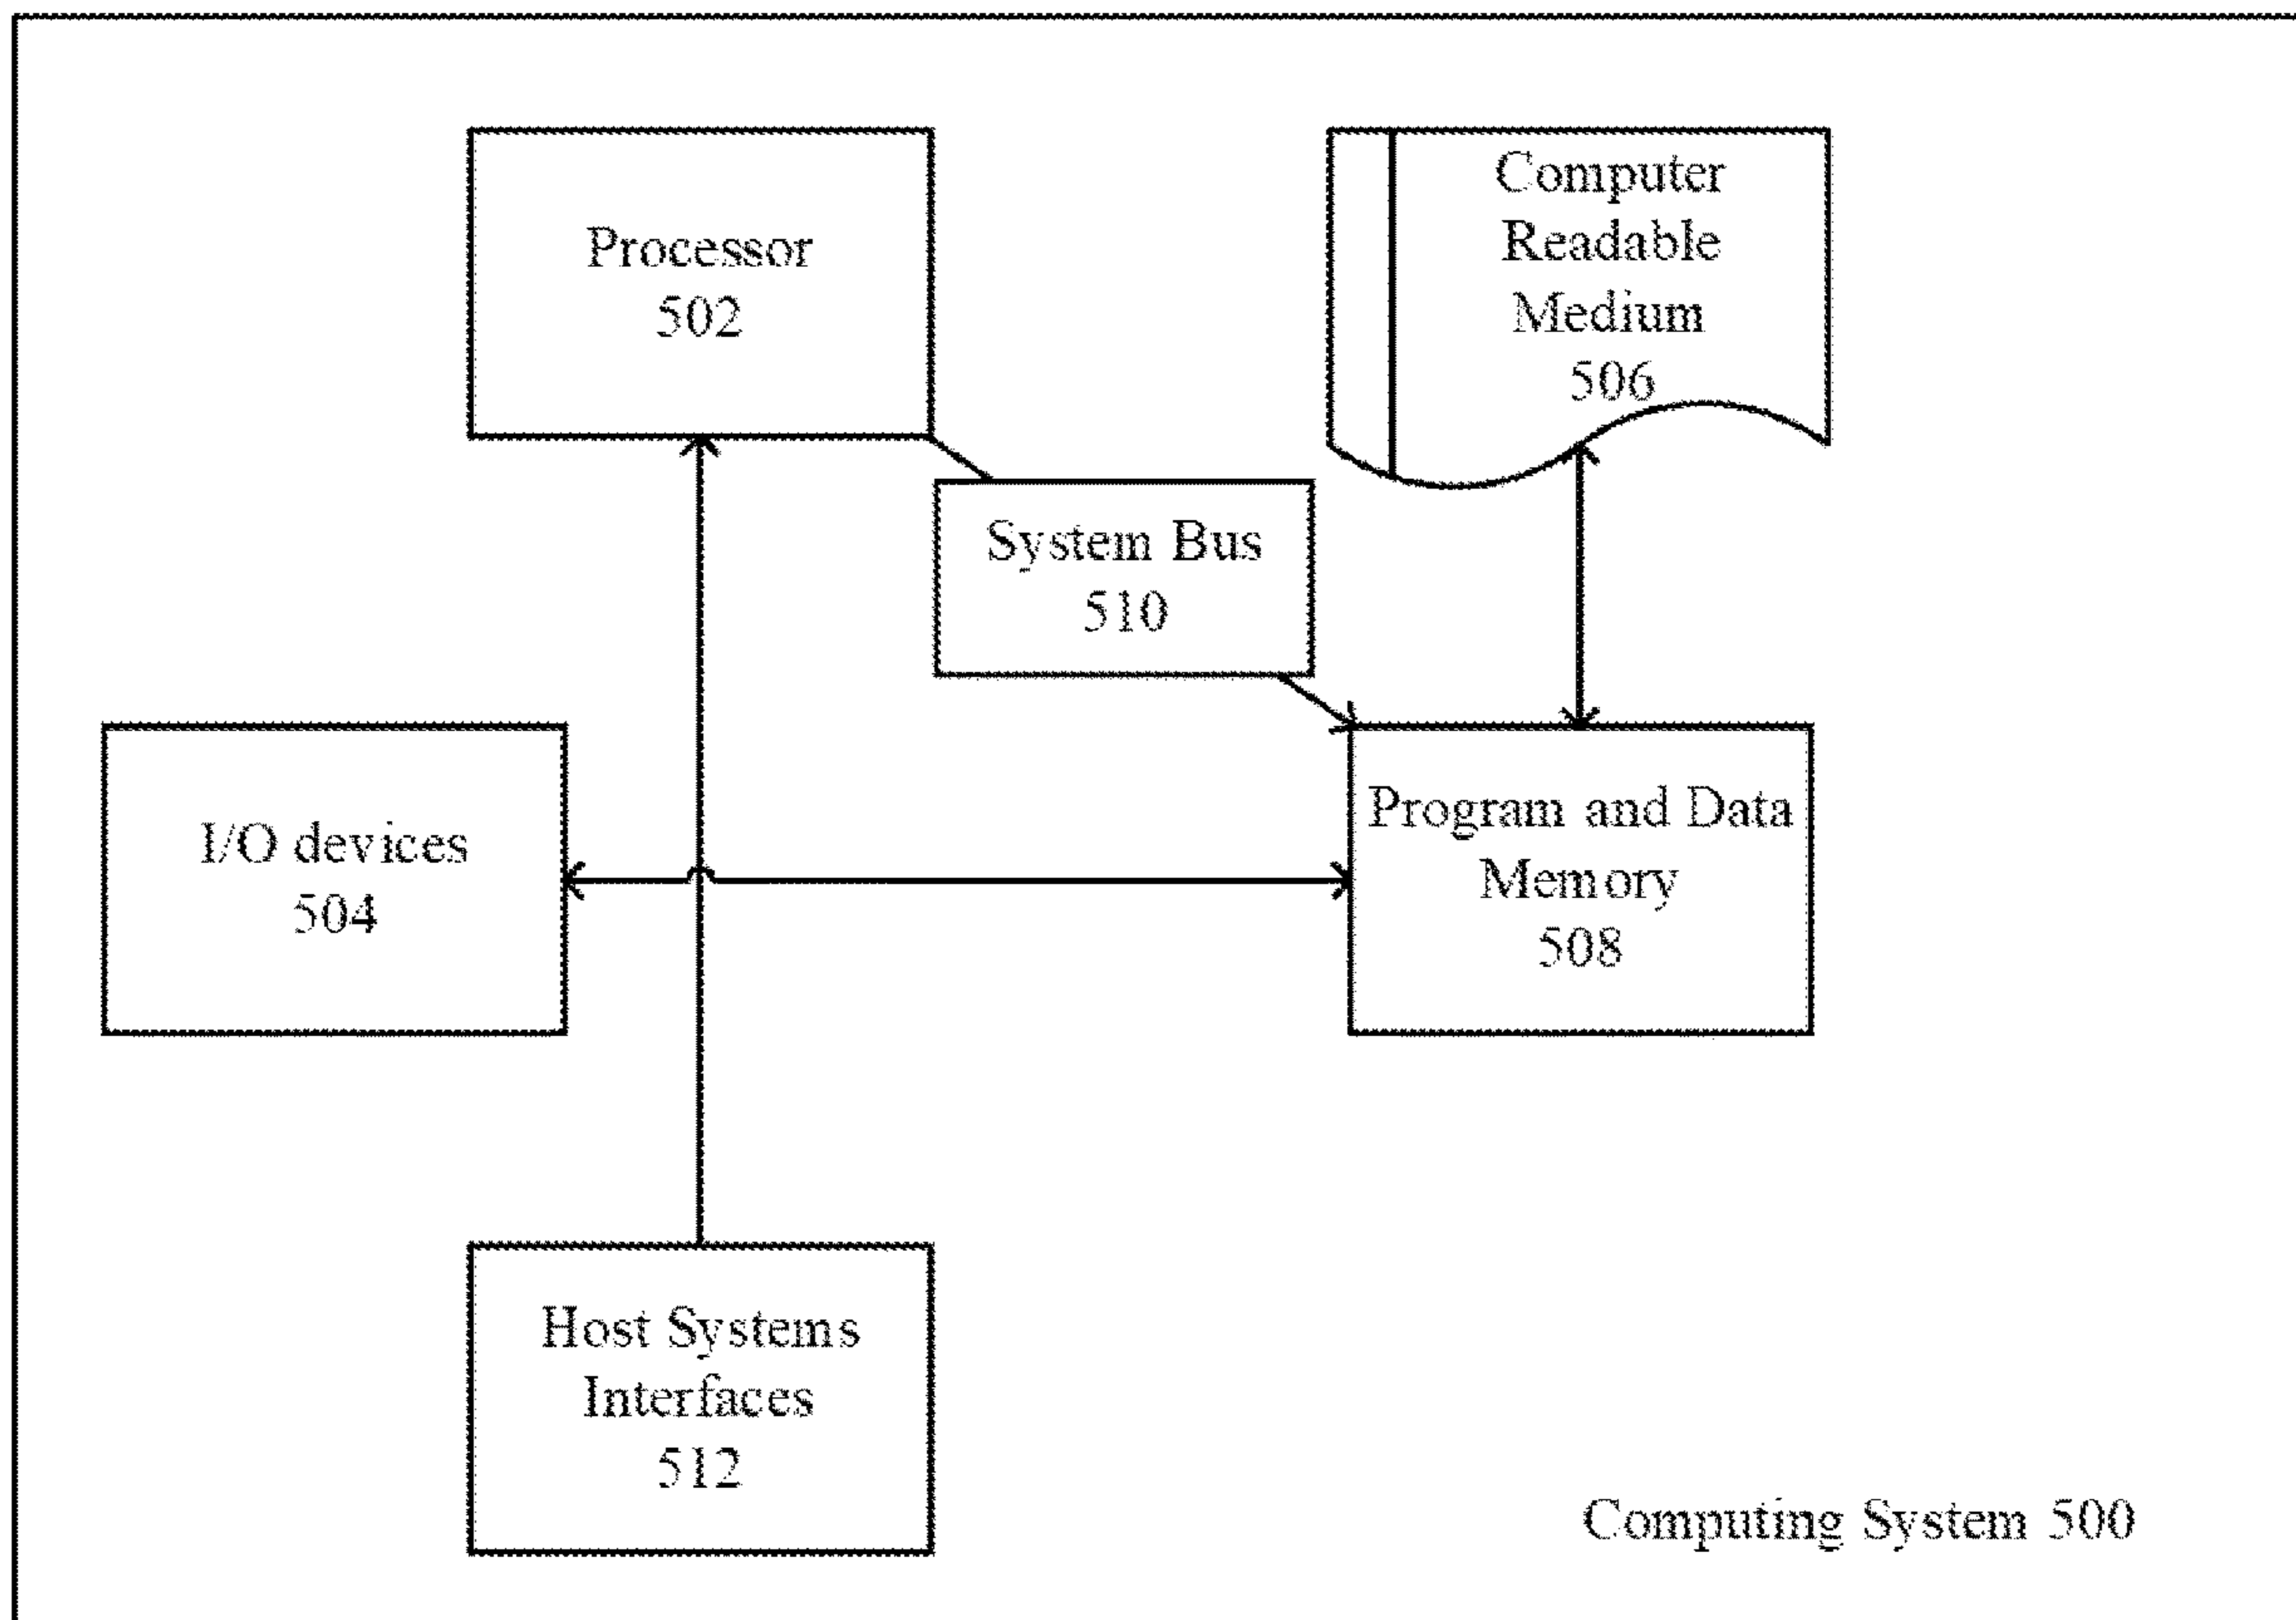 Processor
502
Computer
Readable
Medium
506
System Bus
510
I/O devices
504
Program and Data
Memory
508
Host Systems
Interfaces
512
Computing System 500